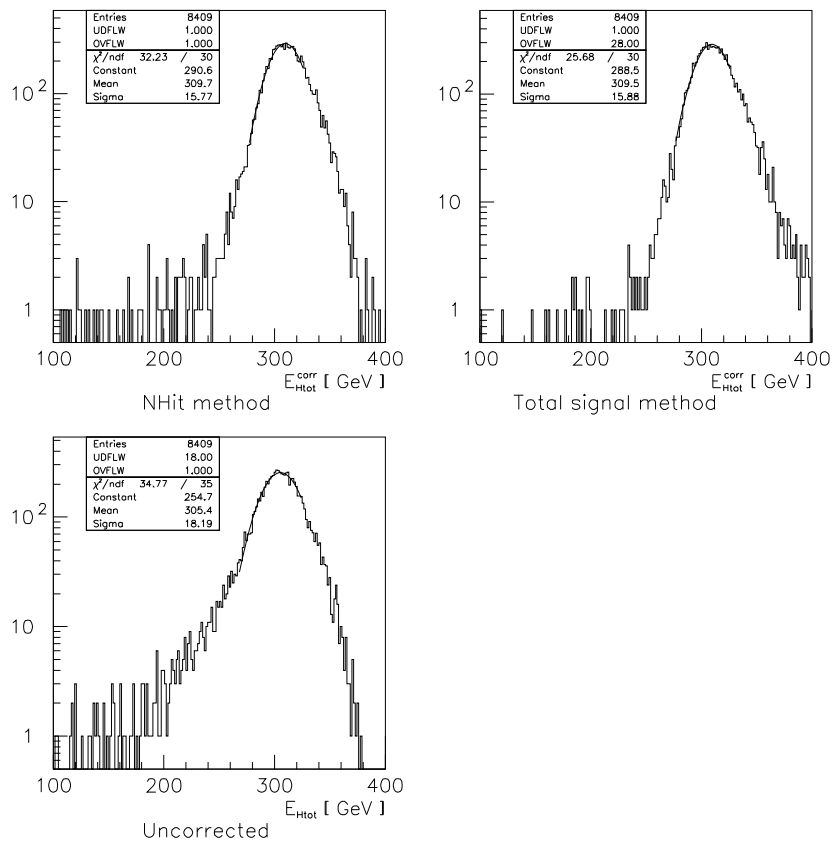 Entries 8409
UDFLW 1.000
OVFLW 1.000
χ²/ndf 32.23 / 30
Constant 290.6
Mean 309.7
Sigma 15.77
10²
10
1
100 200 300 400
E_Htot^corr [ GeV ]
NHit method
Entries 8409
UDFLW 1.000
OVFLW 28.00
χ²/ndf 25.68 / 30
Constant 288.5
Mean 309.5
Sigma 15.88
10²
10
1
100 200 300 400
E_Htot^corr [ GeV ]
Total signal method
Entries 8409
UDFLW 18.00
OVFLW 1.000
χ²/ndf 34.77 / 35
Constant 254.7
Mean 305.4
Sigma 18.19
10²
10
1
100 200 300 400
E_Htot [ GeV ]
Uncorrected